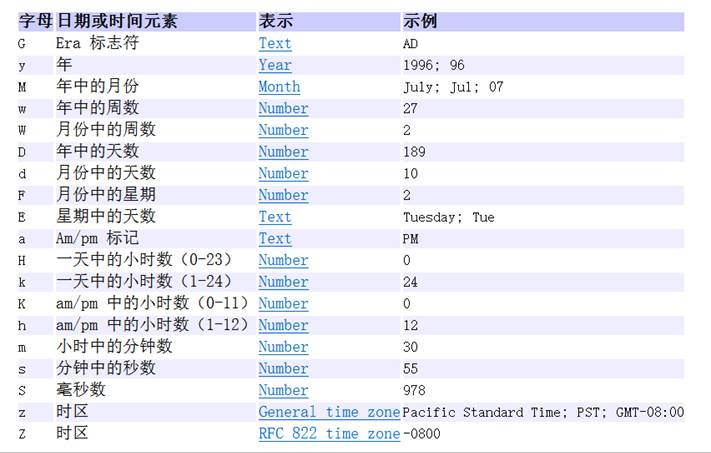 字母 日期或时间元素 表示 示例
G Era 标志符 Text AD
y 年 Year 1996; 96
M 年中的月份 Month July; Jul; 07
w 年中的周数 Number 27
W 月份中的周数 Number 2
D 年中的天数 Number 189
d 月份中的天数 Number 10
F 月份中的星期 Number 2
E 星期中的天数 Text Tuesday; Tue
a Am/pm 标记 Text PM
H 一天中的小时数（0-23） Number 0
k 一天中的小时数（1-24） Number 24
K am/pm 中的小时数（0-11） Number 0
h am/pm 中的小时数（1-12） Number 12
m 小时中的分钟数 Number 30
s 分钟中的秒数 Number 55
S 毫秒数 Number 978
z 时区 General time zone Pacific Standard Time; PST; GMT-08:00
Z 时区 RFC 822 time zone -0800